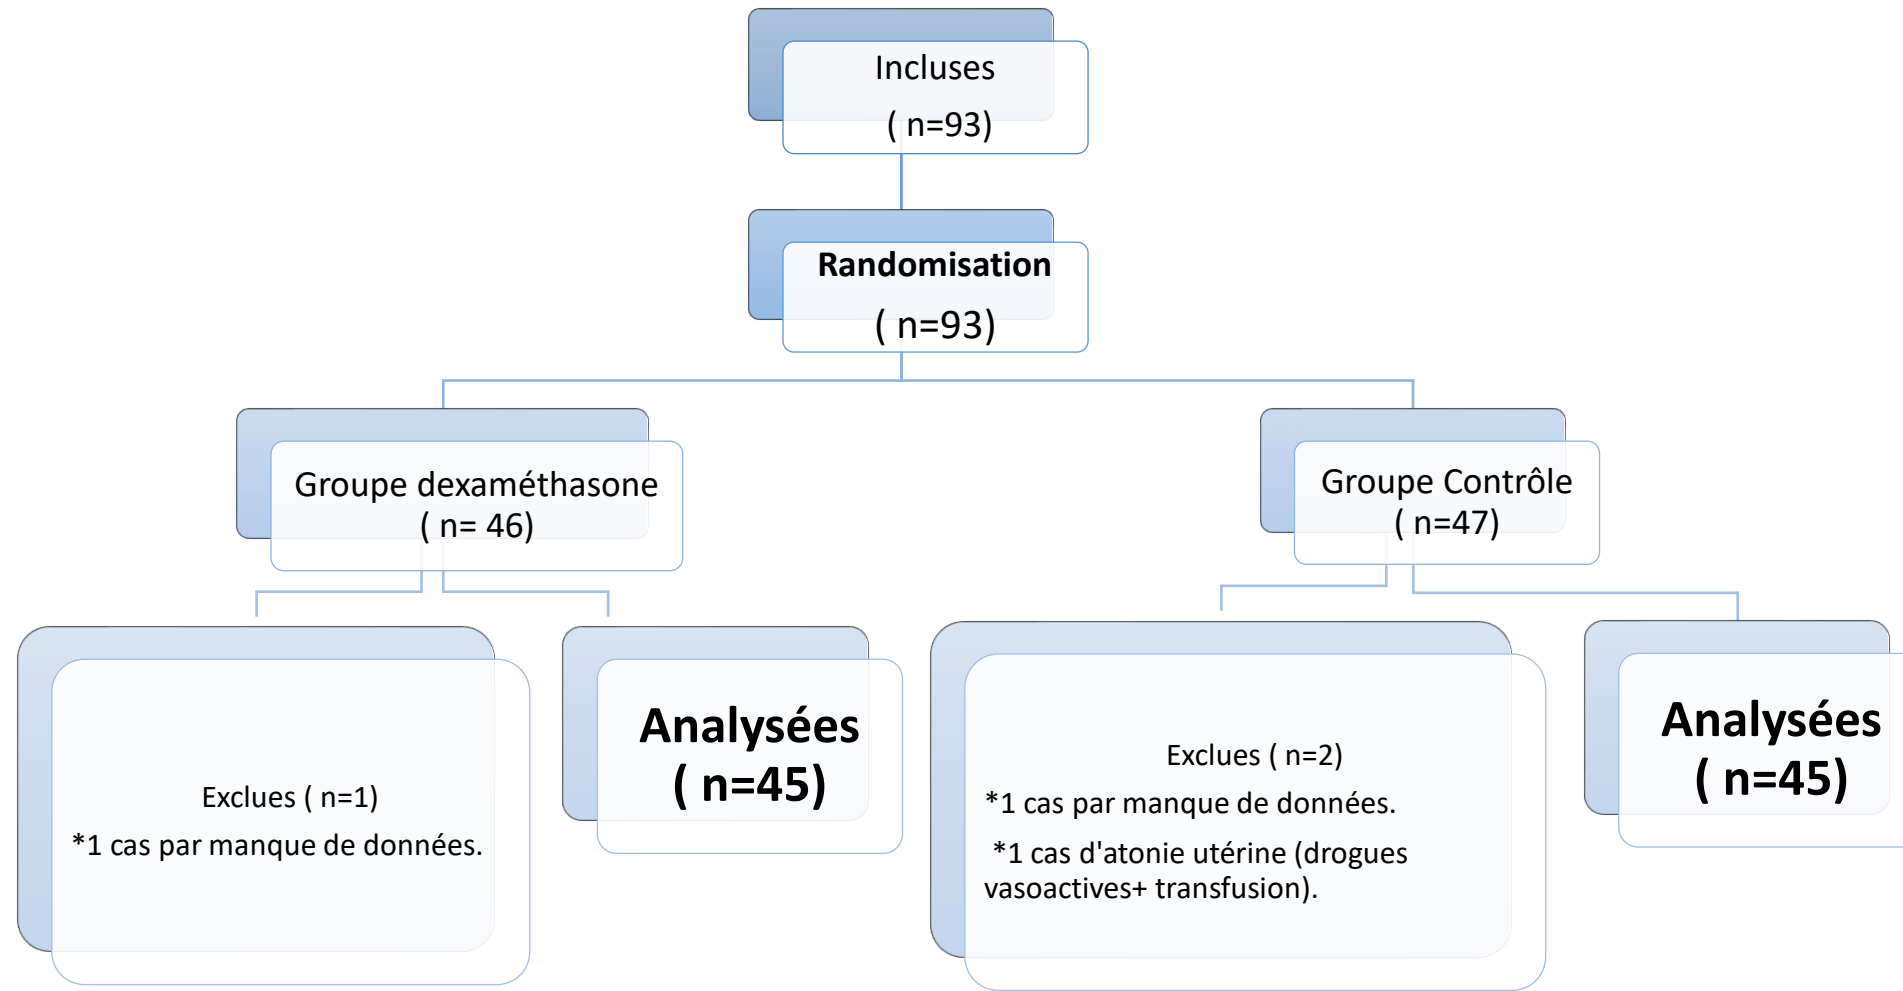 Incluses
( n=93)
Randomisation
( n=93)
Groupe dexaméthasone
( n= 46)
Groupe Contrôle
( n=47)
Exclues ( n=1)
*1 cas par manque de données.
Analysées
( n=45)
Exclues ( n=2)
*1 cas par manque de données.
*1 cas d'atonie utérine (drogues
vasoactives+ transfusion).
Analysées
( n=45)